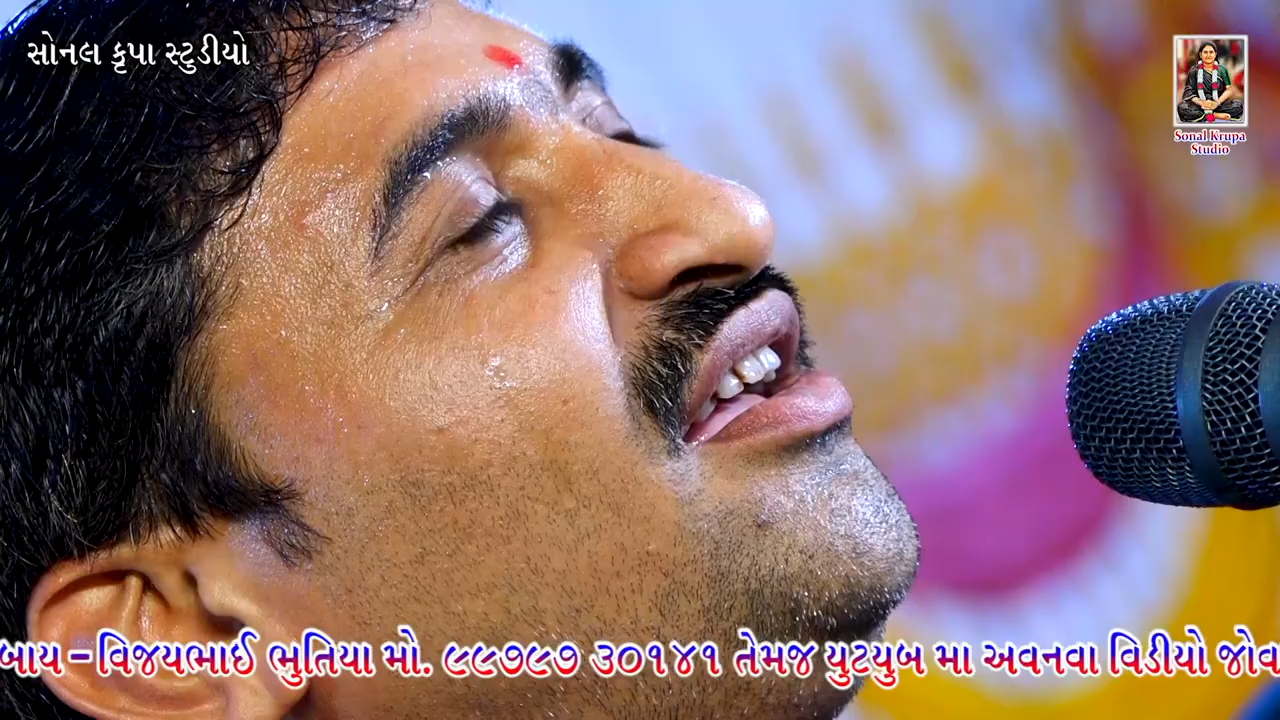 સોનલ કૃપા સ્ટુડીયો
Sonal Krupa
Studio
બાય - વિજયભાઈ ભુતિયા મો. ૯૯૭૯૭ ૩૦૧૪૧ તેમજ યુટયુબ મા અવનવા વિડીયો જોવ